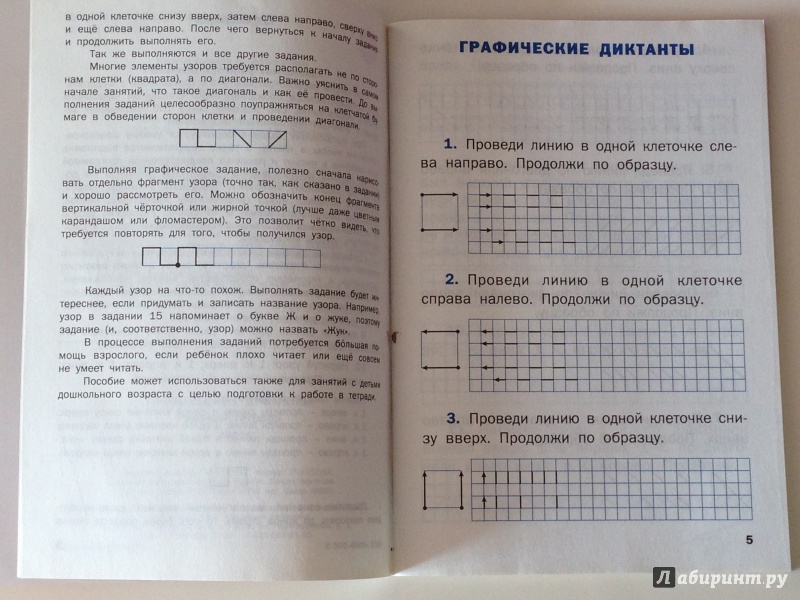 в одной клеточке снизу вверх, затем слева направо, сверху вниз
и ещё слева направо. После чего вернуться к началу задания
и продолжить выполнять его.
Так же выполняются и все другие задания.
Многие элементы узоров требуется располагать не по сторо-
нам клетки (квадрата), а по диагонали. Важно уяснить в самом
начале занятий, что такое диагональ и как её провести. До вы-
полнения заданий целесообразно поупражняться на клетчатой бу-
маге в обведении сторон клетки и проведении диагонали.
Выполняя графическое задание, полезно сначала нарисо-
вать отдельно фрагмент узора (точно так, как сказано в задании)
и хорошо рассмотреть его. Можно обозначить конец фрагмента
вертикальной чёрточкой или жирной точкой (лучше даже цветным
карандашом или фломастером). Это позволит чётко видеть, что
требуется повторять для того, чтобы получился узор.
Каждый узор на что-то похож. Выполнять задание будет ин-
тереснее, если придумать и записать название узора. Например,
узор в задании 15 напоминает о букве Ж и о жуке, поэтому
задание (и, соответственно, узор) можно назвать «Жук».
В процессе выполнения заданий потребуется бо́льшая по-
мощь взрослого, если ребёнок плохо читает или ещё совсем
не умеет читать.
Пособие может использоваться также для занятий с детьми
дошкольного возраста с целью подготовки к работе в тетради.
ГРАФИЧЕСКИЕ ДИКТАНТЫ
1. Проведи линию в одной клеточке сле-
ва направо. Продолжи по образцу.
2. Проведи линию в одной клеточке
справа налево. Продолжи по образцу.
3. Проведи линию в одной клеточке сни-
зу вверх. Продолжи по образцу.
5
Лабиринт.ру